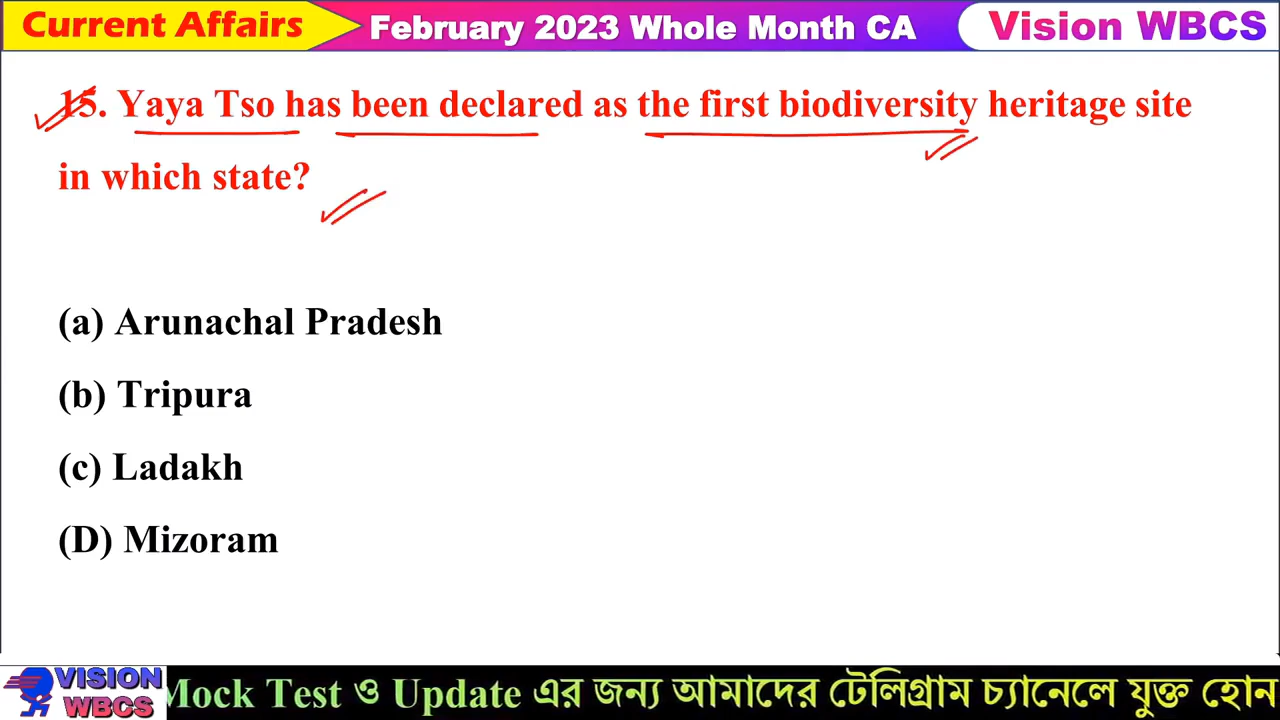 Current Affairs
February 2023 Whole Month CA
Vision WBCS
15. Yaya Tso has been declared as the first biodiversity heritage site
in which state?
(a) Arunachal Pradesh
(b) Tripura
(c) Ladakh
(D) Mizoram
VISION
WBCS
Mock Test ও Update এর জন্য আমাদের টেলিগ্রাম চ্যানেলে যুক্ত হোন